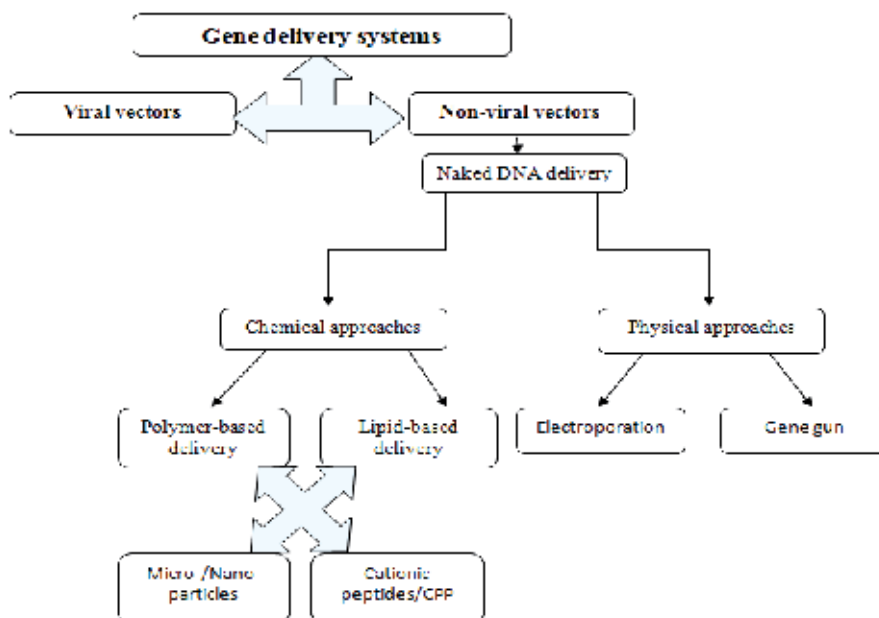 Gene delivery systems
Viral vectors
Non-viral vectors
Naked DNA delivery
Chemical approaches
Physical approaches
Polymer-based
delivery
Lipid-based
delivery
Electroporation
Gene gun
Micro-/Nano
particles
Cationic
peptides/CPP